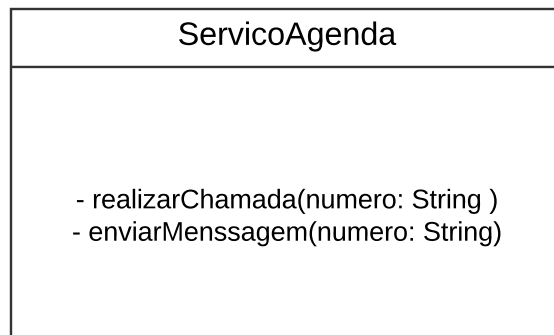 ServicoAgenda
- realizarChamada(numero: String )
- enviarMenssagem(numero: String)